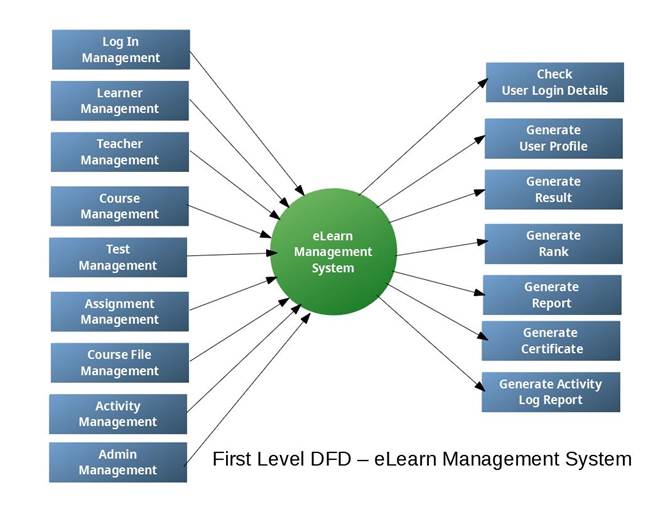 Log In
Management
Learner
Management
Teacher
Management
Course
Management
Test
Management
Assignment
Management
Course File
Management
Activity
Management
Admin
Management
eLearn
Management
System
Check
User Login Details
Generate
User Profile
Generate
Result
Generate
Rank
Generate
Report
Generate
Certificate
Generate Activity
Log Report
First Level DFD – eLearn Management System